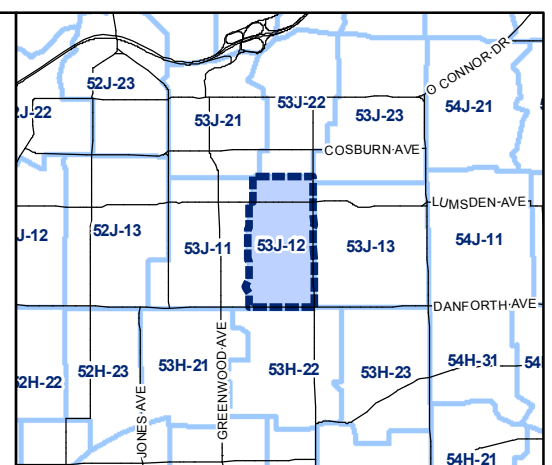 O CONNOR DR
52J-23
53J-22
54J-21
2J-22
53J-21
53J-23
COSBURN AVE
LUMSDEN AVE
J-12
52J-13
53J-11
53J-12
53J-13
54J-11
DANFORTH AVE
GREENWOOD AVE
JONES AVE
2H-22
52H-23
53H-21
53H-22
53H-23
54H-31
54
54H-21